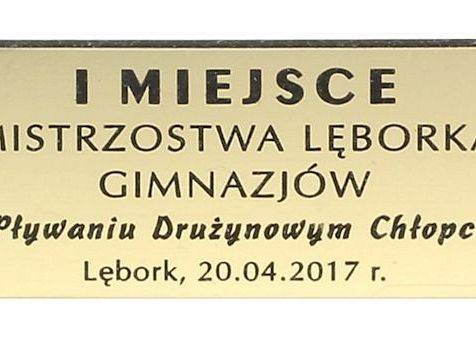 I MIEJSCE
MISTRZOSTWA LĘBORKA
GIMNAZJÓW
Pływaniu Drużynowym Chłopc
Lębork, 20.04.2017 r.